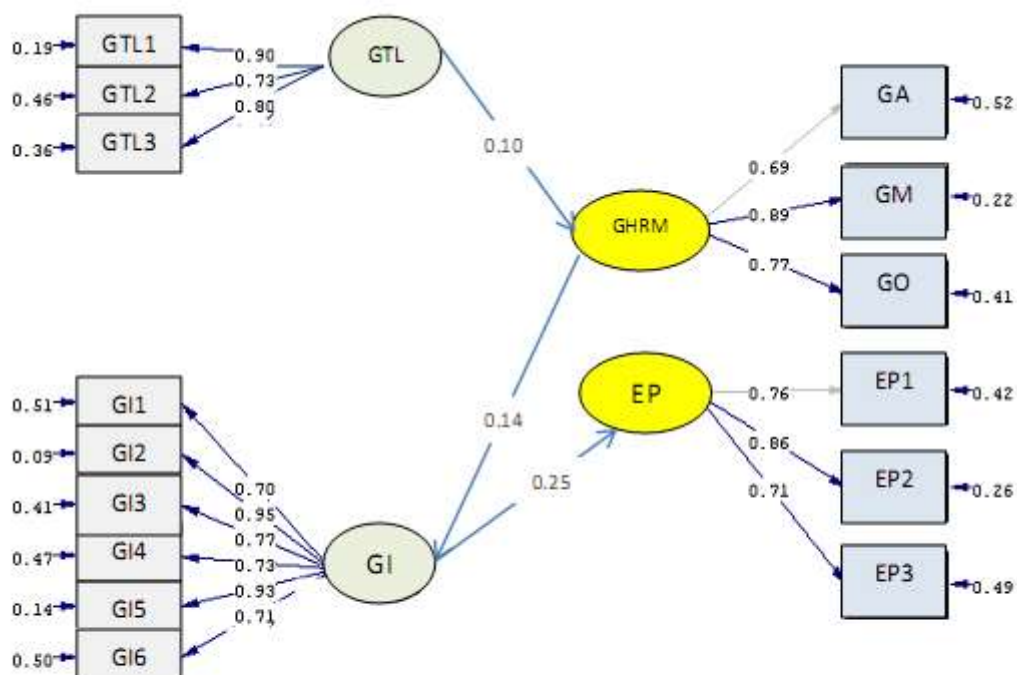 0.19 GTL1
0.46 GTL2
0.36 GTL3
0.90
0.73
0.80
GTL
0.10
GHRM
0.69
0.89
0.77
GA 0.52
GM 0.22
GO 0.41
0.14
EP
0.76
0.86
0.71
EP1 0.42
EP2 0.26
EP3 0.49
0.25
GI
0.51 GI1
0.09 GI2
0.41 GI3
0.47 GI4
0.14 GI5
0.50 GI6
0.70
0.95
0.77
0.73
0.93
0.71